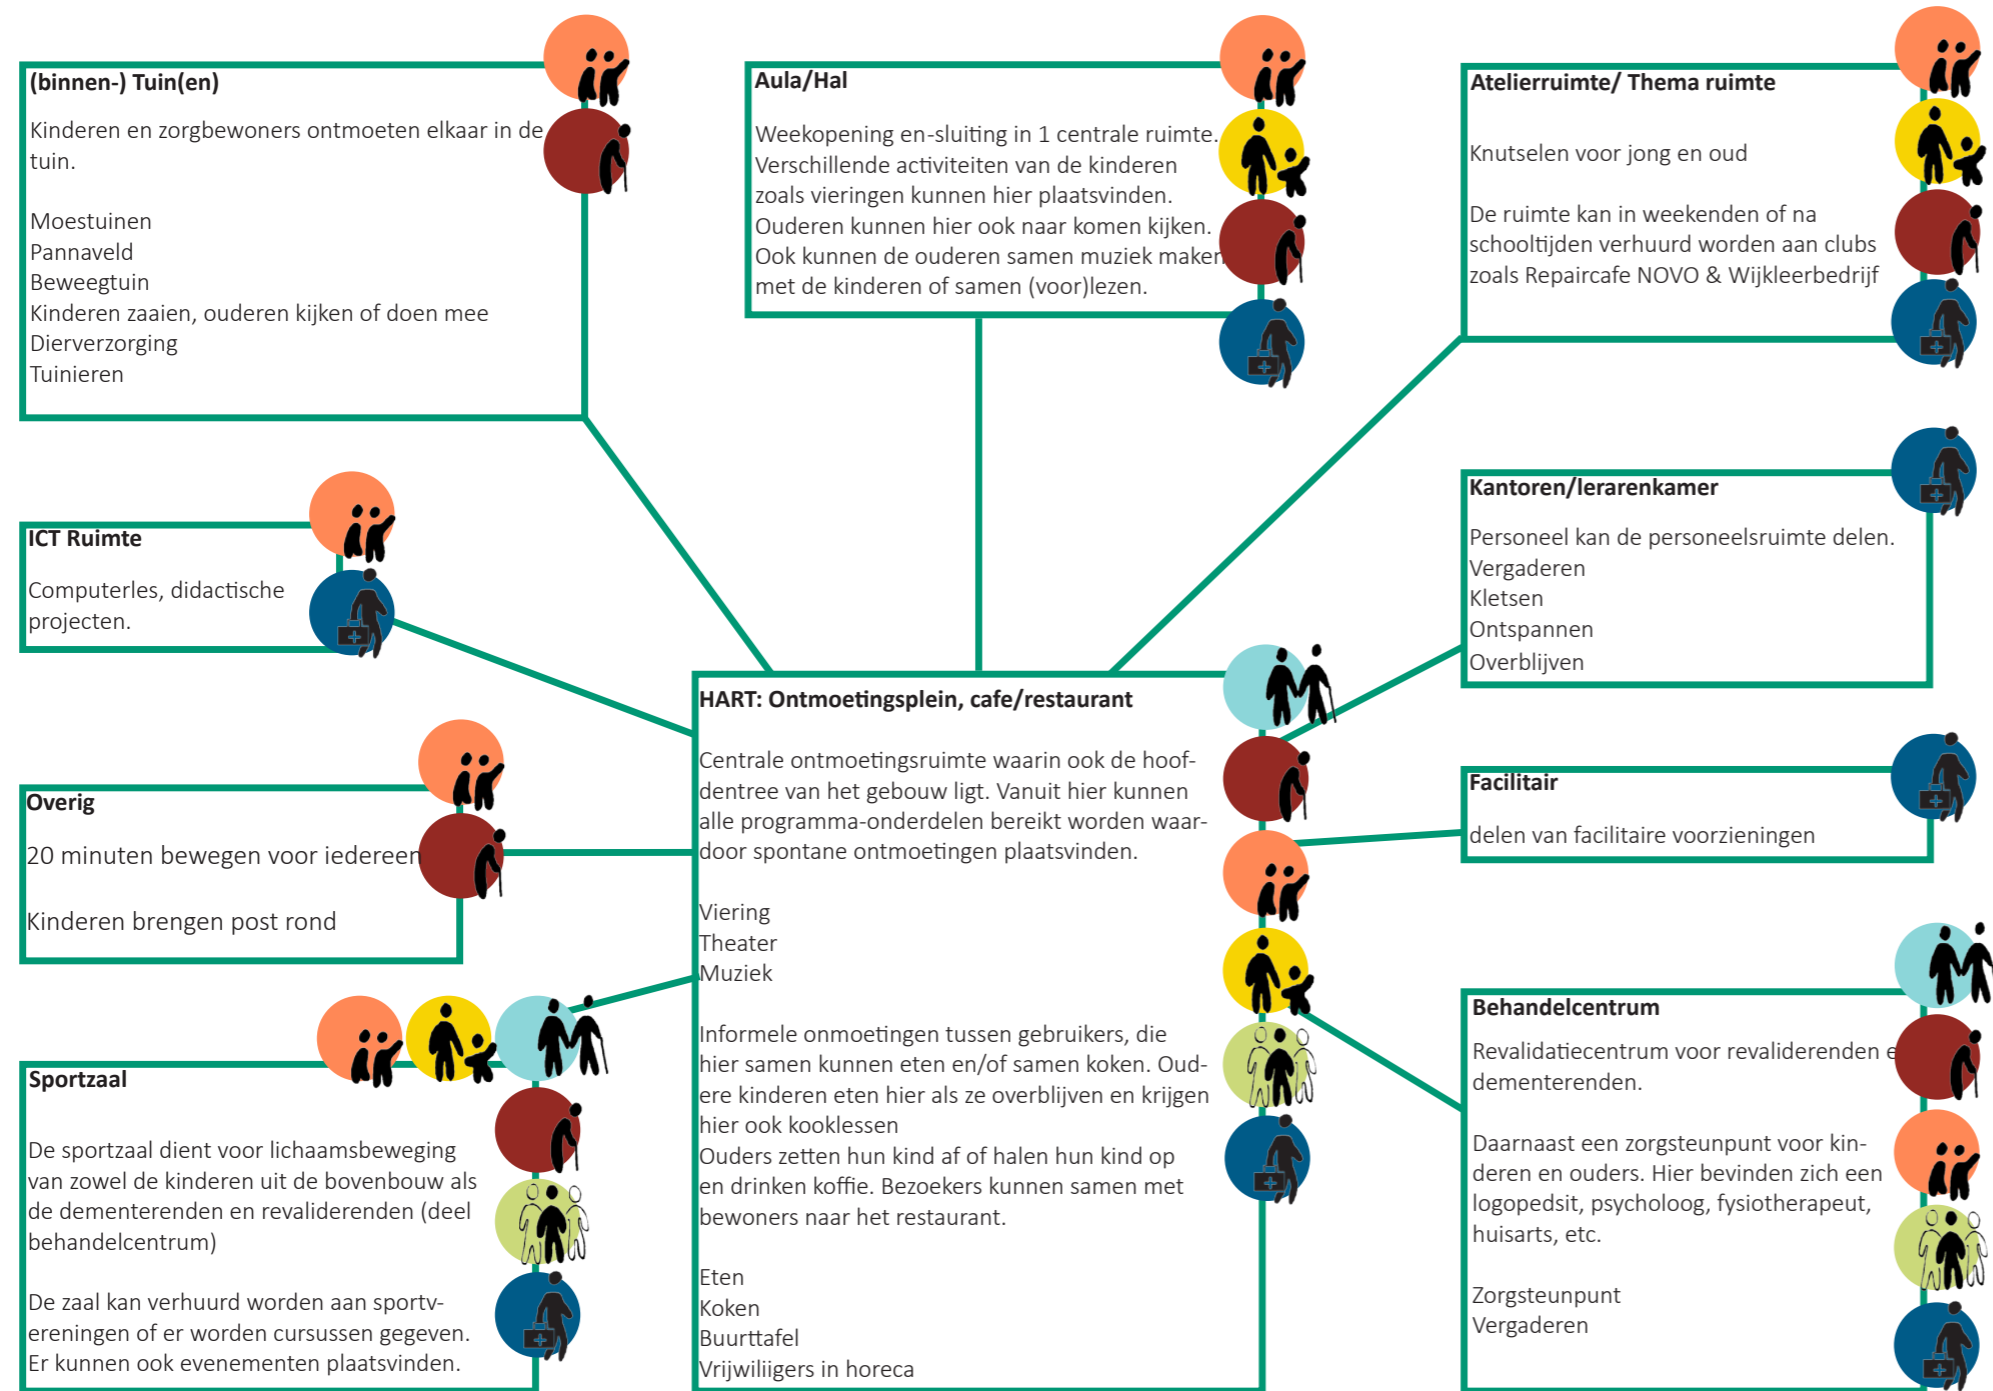 (binnen-) Tuin(en)
Kinderen en zorgbewoners ontmoeten elkaar in de
tuin.
Moestuinen
Pannaveld
Beweegtuin
Kinderen zaaien, ouderen kijken of doen mee
Dierverzorging
Tuinieren
Aula/Hal
Weekopening en-sluiting in 1 centrale ruimte.
Verschillende activiteiten van de kinderen
zoals vieringen kunnen hier plaatsvinden.
Ouderen kunnen hier ook naar komen kijken.
Ook kunnen de ouderen samen muziek maken
met de kinderen of samen (voor)lezen.
Atelierruimte/ Thema ruimte
Knutselen voor jong en oud
De ruimte kan in weekenden of na
schooltijden verhuurd worden aan clubs
zoals Repaircafe NOVO & Wijkleerbedrijf
ICT Ruimte
Computerles, didactische
projecten.
Kantoren/lerarenkamer
Personeel kan de personeelsruimte delen.
Vergaderen
Kletsen
Ontspannen
Overblijven
Overig
20 minuten bewegen voor iedereen
Kinderen brengen post rond
HART: Ontmoetingsplein, cafe/restaurant
Centrale ontmoetingsruimte waarin ook de hoof-
dentree van het gebouw ligt. Vanuit hier kunnen
alle programma-onderdelen bereikt worden waar-
door spontane ontmoetingen plaatsvinden.
Viering
Theater
Muziek
Informele onmoetingen tussen gebruikers, die
hier samen kunnen eten en/of samen koken. Oud-
ere kinderen eten hier als ze overblijven en krijgen
hier ook kooklessen
Ouders zetten hun kind af of halen hun kind op
en drinken koffie. Bezoekers kunnen samen met
bewoners naar het restaurant.
Eten
Koken
Buurttafel
Vrijwiliigers in horeca
Facilitair
delen van facilitaire voorzieningen
Sportzaal
De sportzaal dient voor lichaamsbeweging
van zowel de kinderen uit de bovenbouw als
de dementerenden en revaliderenden (deel
behandelcentrum)
De zaal kan verhuurd worden aan sportv-
ereningen of er worden cursussen gegeven.
Er kunnen ook evenementen plaatsvinden.
Behandelcentrum
Revalidatiecentrum voor revaliderenden
dementerenden.
Daarnaast een zorgsteunpunt voor kin-
deren en ouders. Hier bevinden zich een
logopedsit, psycholoog, fysiotherapeut,
huisarts, etc.
Zorgsteunpunt
Vergaderen